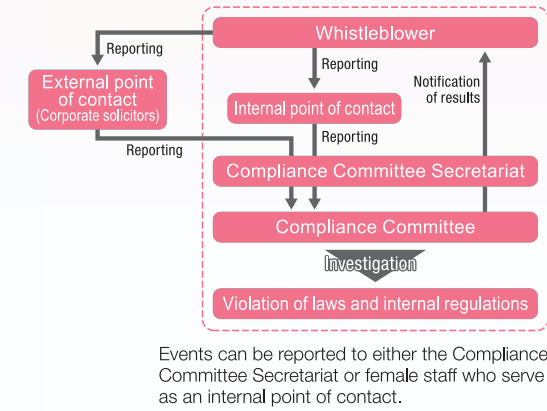 Whistleblower
Reporting
Reporting
Notification
of results
External point
of contact
(Corporate solicitors)
Internal point of contact
Reporting
Reporting
Compliance Committee Secretariat
Compliance Committee
Investigation
Violation of laws and internal regulations
Events can be reported to either the Compliance
Committee Secretariat or female staff who serve
as an internal point of contact.